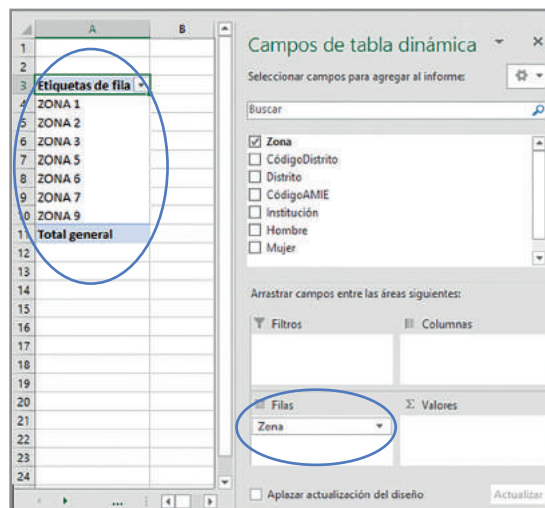 A B
1
2
3 Etiquetas de fila
4 ZONA 1
5 ZONA 2
6 ZONA 3
7 ZONA 5
8 ZONA 6
9 ZONA 7
10 ZONA 9
11 Total general
12
13
14
15
16
17
18
19
20
21
22
23
24
...
Campos de tabla dinámica
Seleccionar campos para agregar al informe:
Buscar
Zona
CódigoDistrito
Distrito
CódigoAMIE
Institución
Hombre
Mujer
Arrastrar campos entre las áreas siguientes:
Filtros
Columnas
Filas
Σ Valores
Zona
Aplazar actualización del diseño
Actualizar